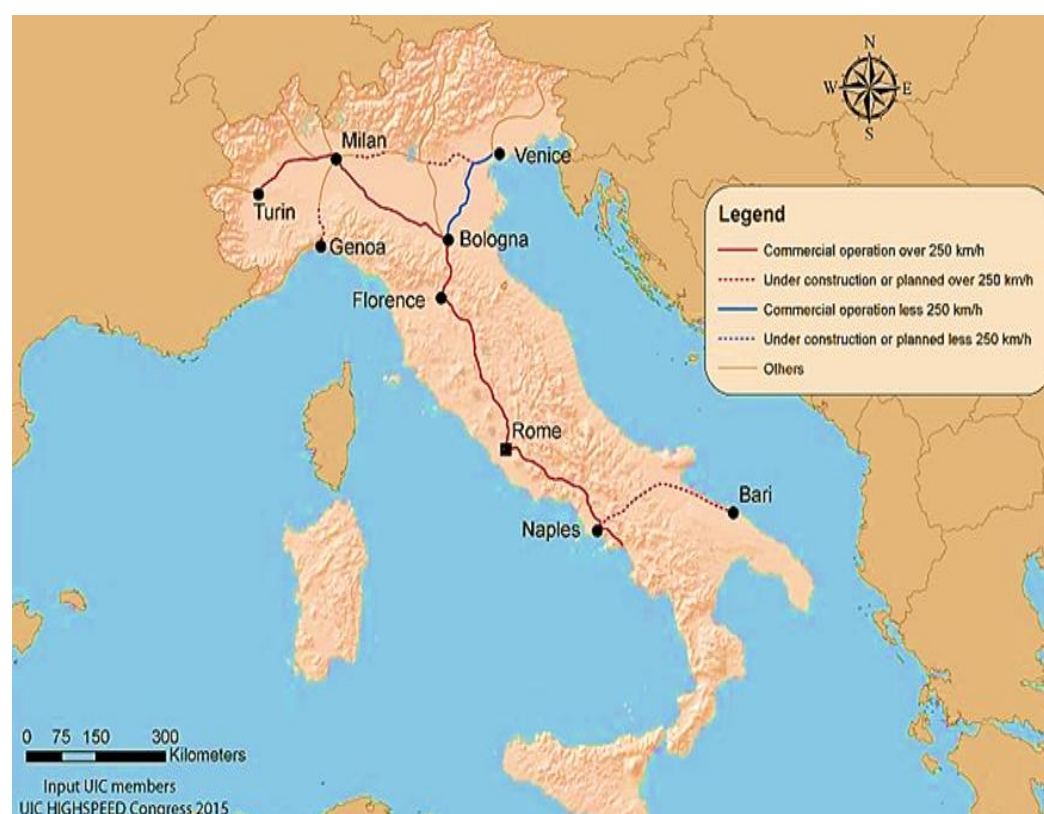 N
W E
S
Milan
Venice
Turin
Genoa
Bologna
Florence
Rome
Naples
Bari
Legend
Commercial operation over 250 km/h
Under construction or planned over 250 km/h
Commercial operation less 250 km/h
Under construction or planned less 250 km/h
Others
0 75 150 300
Kilometers
Input UIC members
UIC HIGHSPEED Congress 2015